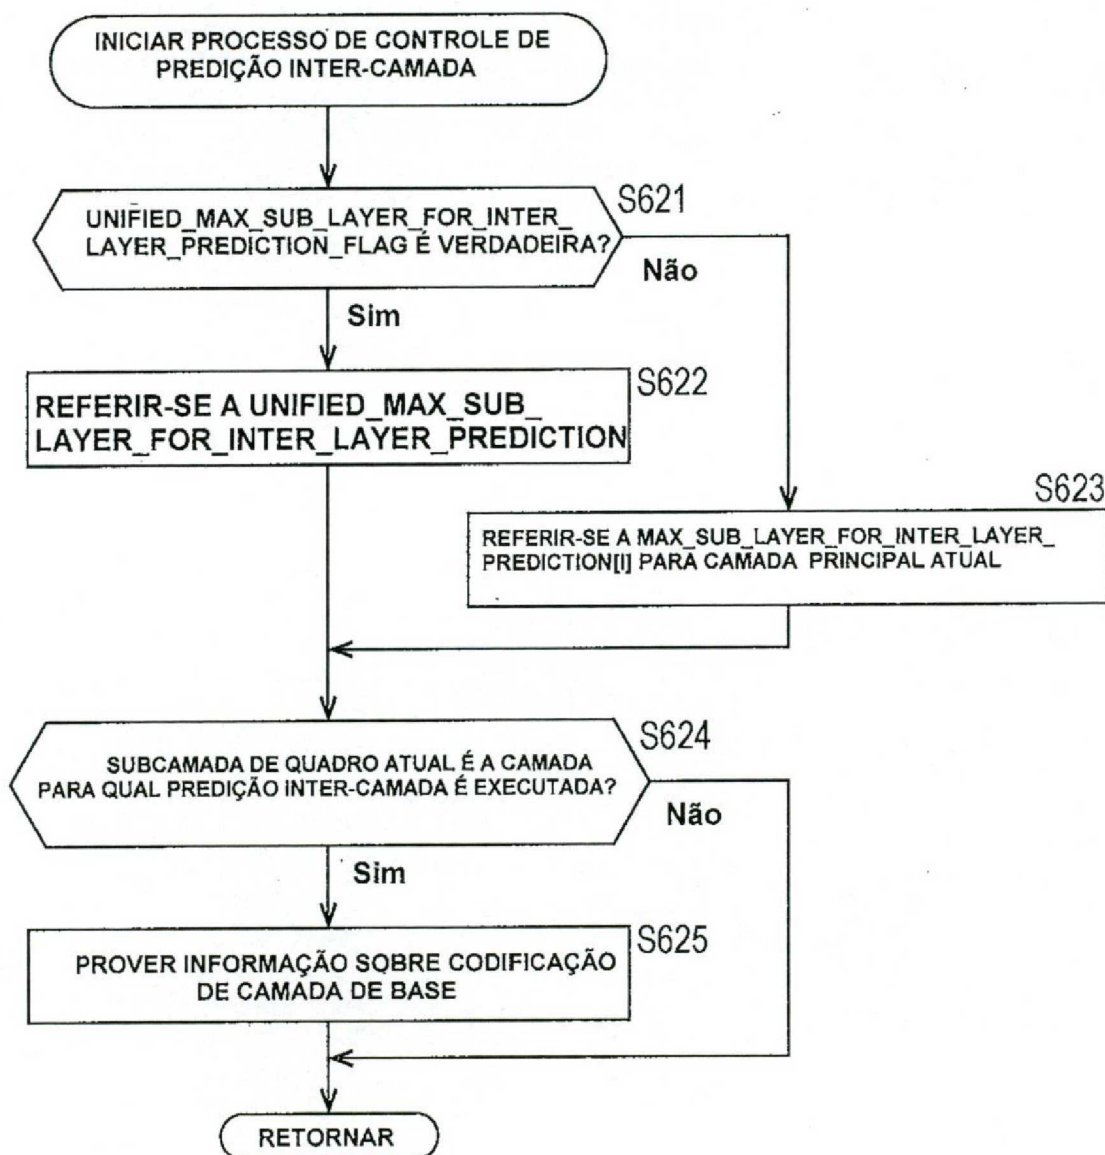 INICIAR PROCESSO DE CONTROLE DE
PREDIÇÃO INTER-CAMADA
S621
UNIFIED_MAX_SUB_LAYER_FOR_INTER_
LAYER_PREDICTION_FLAG É VERDADEIRA?
Não
Sim
S622
REFERIR-SE A UNIFIED_MAX_SUB_
LAYER_FOR_INTER_LAYER_PREDICTION
S623
REFERIR-SE A MAX_SUB_LAYER_FOR_INTER_LAYER_
PREDICTION[I] PARA CAMADA PRINCIPAL ATUAL
S624
SUBCAMADA DE QUADRO ATUAL É A CAMADA
PARA QUAL PREDIÇÃO INTER-CAMADA É EXECUTADA?
Não
Sim
S625
PROVER INFORMAÇÃO SOBRE CODIFICAÇÃO
DE CAMADA DE BASE
RETORNAR